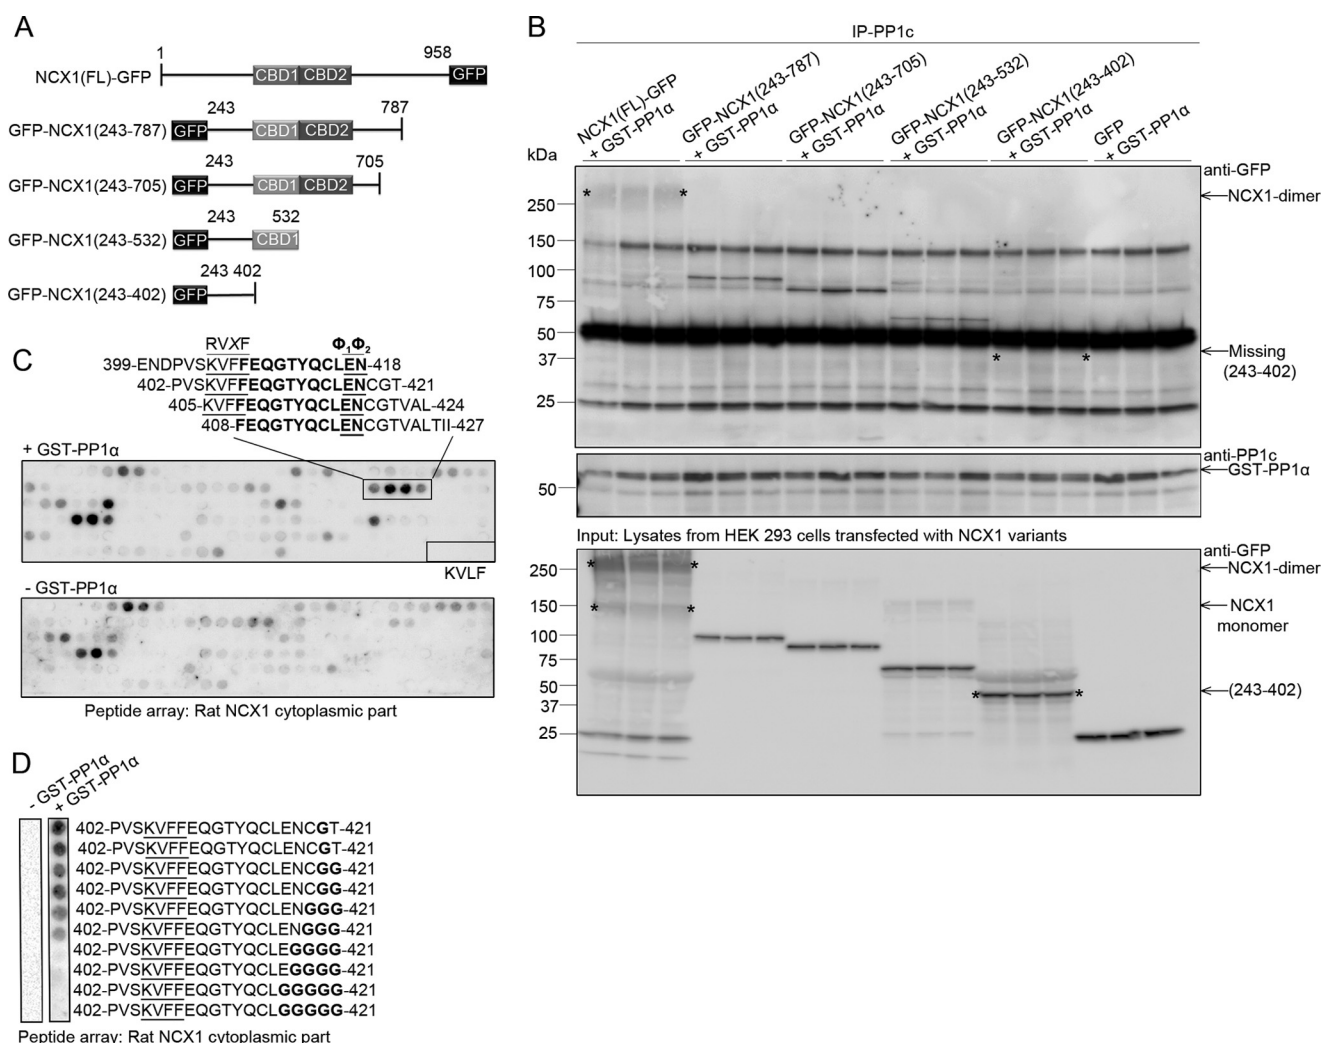 A
1
958
NCX1(FL)-GFP
CBD1
CBD2
GFP
243
787
GFP-NCX1(243-787)
GFP
CBD1
CBD2
243
705
GFP-NCX1(243-705)
GFP
CBD1
CBD2
243
532
GFP-NCX1(243-532)
GFP
CBD1
243 402
GFP-NCX1(243-402)
GFP
B
IP-PP1c
NCX1(FL)-GFP
+ GST-PP1α
GFP-NCX1(243-787)
+ GST-PP1α
GFP-NCX1(243-705)
+ GST-PP1α
GFP-NCX1(243-532)
+ GST-PP1α
GFP-NCX1(243-402)
+ GST-PP1α
GFP
+ GST-PP1α
kDa
250
150
100
75
50
37
25
* *
* *
anti-GFP
NCX1-dimer
Missing
(243-402)
anti-PP1c
GST-PP1α
50
Input: Lysates from HEK 293 cells transfected with NCX1 variants
anti-GFP
250
150
100
75
50
37
25
* *
* *
* *
NCX1-dimer
NCX1
monomer
(243-402)
C
RVXF
Φ1Φ2
399-ENDPVSKVFFEQGTYQCLEN-418
402-PVSKVFFEQGTYQCLENCGT-421
405-KVFFEQGTYQCLENCGTVAL-424
408-FEQGTYQCLENCGTVALTII-427
+ GST-PP1α
KVLF
- GST-PP1α
Peptide array: Rat NCX1 cytoplasmic part
D
- GST-PP1α
+ GST-PP1α
402-PVSKVFFEQGTYQCLENCGT-421
402-PVSKVFFEQGTYQCLENCGT-421
402-PVSKVFFEQGTYQCLENCGG-421
402-PVSKVFFEQGTYQCLENCGG-421
402-PVSKVFFEQGTYQCLENGGG-421
402-PVSKVFFEQGTYQCLENGGG-421
402-PVSKVFFEQGTYQCLEGGGG-421
402-PVSKVFFEQGTYQCLEGGGG-421
402-PVSKVFFEQGTYQCLGGGGG-421
402-PVSKVFFEQGTYQCLGGGGG-421
Peptide array: Rat NCX1 cytoplasmic part